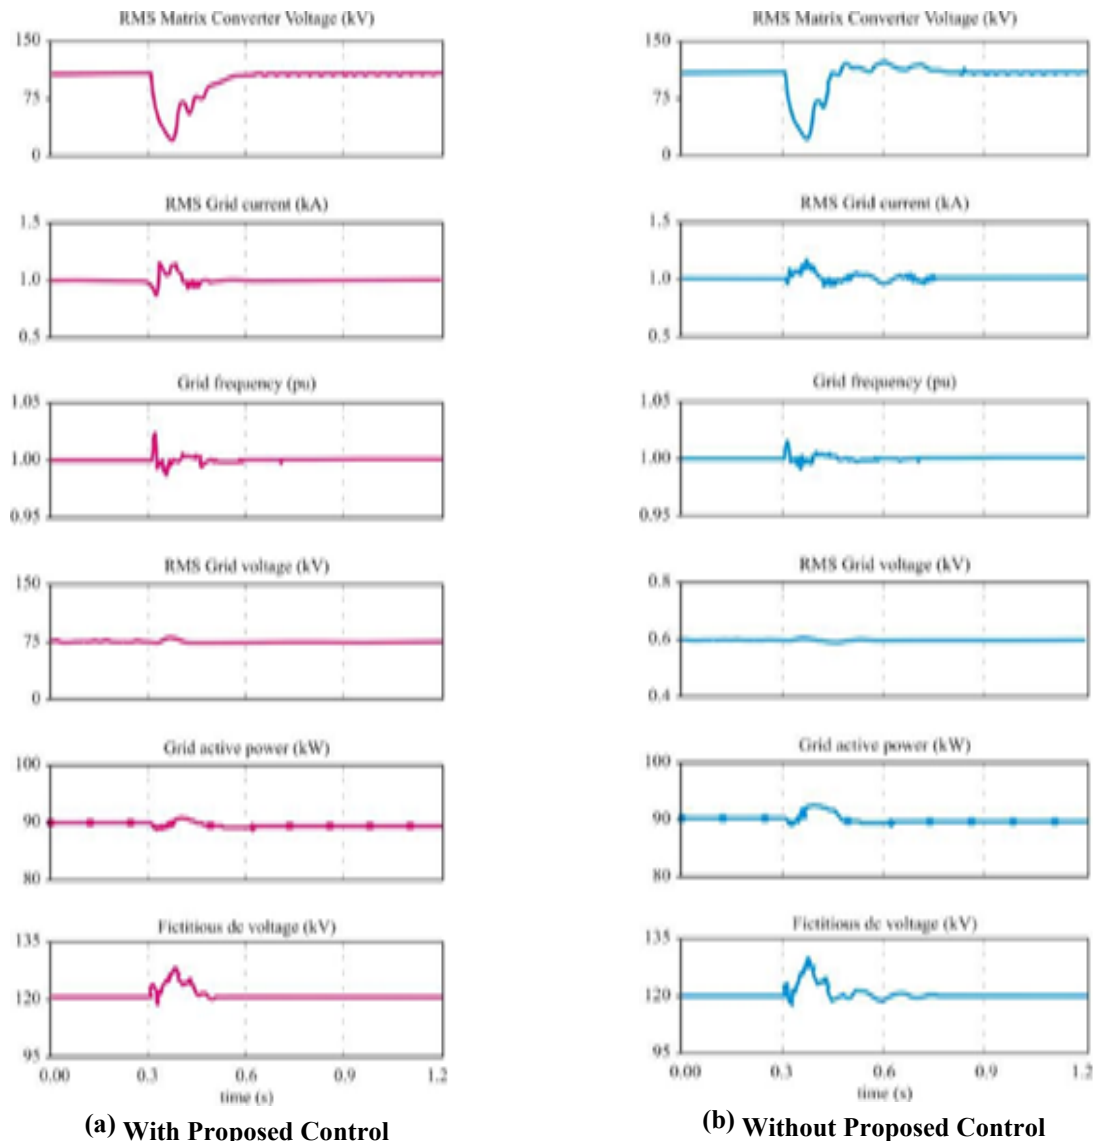 RMS Matrix Converter Voltage (kV)
150
75
0
RMS Grid current (kA)
1.5
1.0
0.5
Grid frequency (pu)
1.05
1.00
0.95
RMS Grid voltage (kV)
150
75
0
Grid active power (kW)
100
90
80
Fictitious dc voltage (kV)
135
120
95
0.00 0.3 0.6 0.9 1.2
time (s)
(a) With Proposed Control
RMS Matrix Converter Voltage (kV)
150
75
0
RMS Grid current (kA)
1.5
1.0
0.5
Grid frequency (pu)
1.05
1.00
0.95
RMS Grid voltage (kV)
0.8
0.6
0.4
Grid active power (kW)
100
90
80
Fictitious dc voltage (kV)
135
120
95
0.00 0.3 0.6 0.9 1.2
time (s)
(b) Without Proposed Control